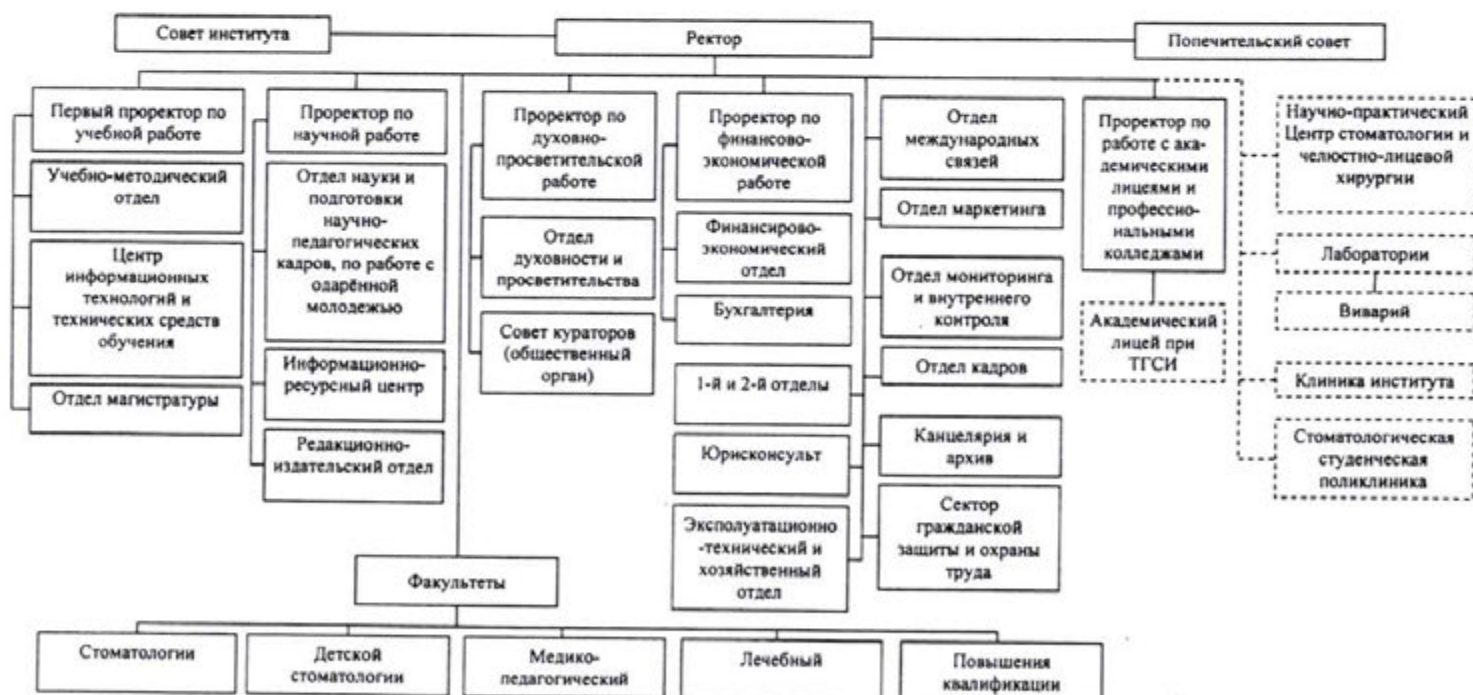 Совет института
Ректор
Попечительский совет
Первый проректор по
учебной работе
Учебно-методический
отдел
Центр
информационных
технологий и
технических средств
обучения
Отдел магистратуры
Проректор по
научной работе
Отдел науки и
подготовки
научно-
педагогических
кадров, по работе с
одарённой
молодежью
Информационно-
ресурсный центр
Редакционно-
издательский отдел
Проректор по
духовно-
просветительской
работе
Отдел
духовности и
просветительства
Совет кураторов
(общественный
орган)
Проректор по
финансово-
экономической
работе
Финансирово-
экономический
отдел
Бухгалтерия
1-й и 2-й отделы
Юрисконсульт
Эксполуатационно
-технический и
хозяйственный
отдел
Отдел
международных
связей
Отдел маркетинга
Отдел мониторинга
и внутреннего
контроля
Отдел кадров
Канцелярия и
архив
Сектор
гражданской
защиты и охраны
труда
Проректор по
работе с ака-
демическими
лицеями и
професссио-
нальными
колледжами
Академический
лицей при
ТГСИ
Научно-практический
Центр стоматологии и
челюстно-лицевой
хирургии
Лаборатории
Виварий
Клиника института
Стоматологическая
студенческая
поликлиника
Факультеты
Стоматологии
Детской
стоматологии
Медико-
педагогический
Лечебный
Повышения
квалификации